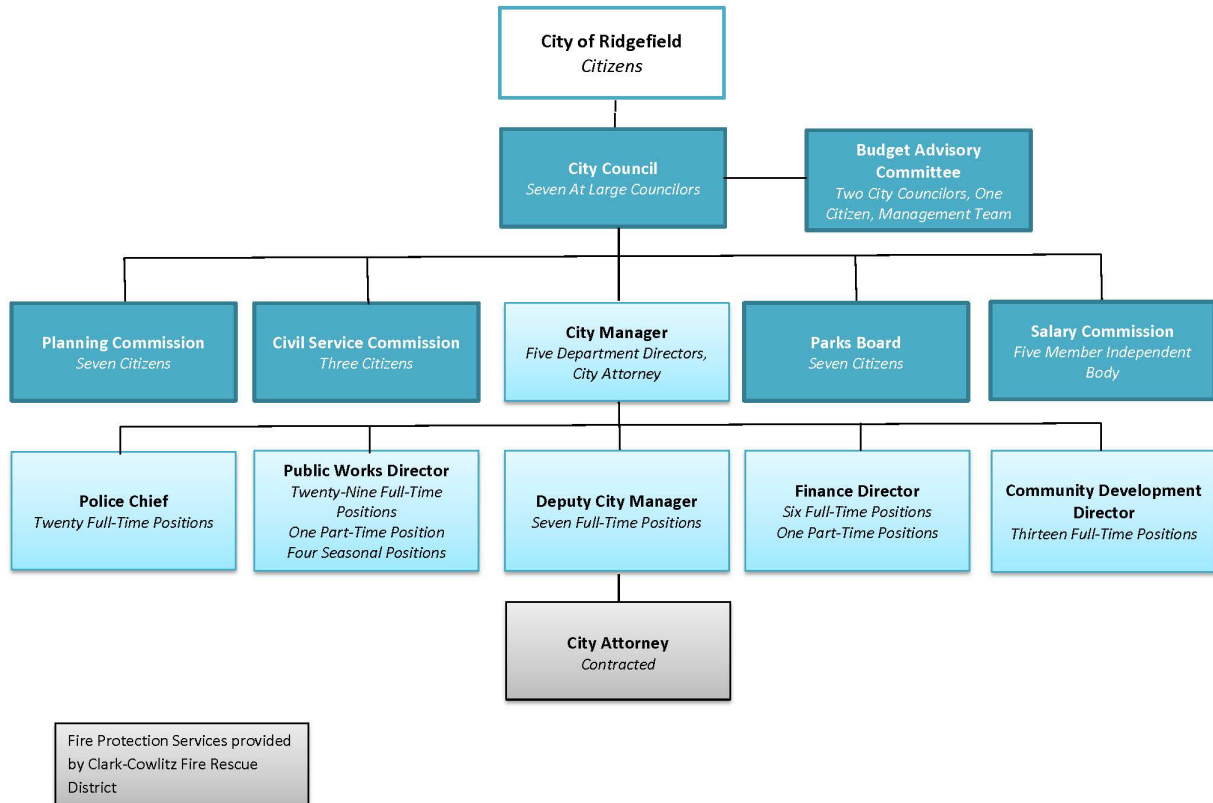 City of Ridgefield
Citizens
City Council
Seven At Large Councilors
Budget Advisory
Committee
Two City Councilors, One
Citizen, Management Team
Planning Commission
Seven Citizens
Civil Service Commission
Three Citizens
City Manager
Five Department Directors,
City Attorney
Parks Board
Seven Citizens
Salary Commission
Five Member Independent
Body
Police Chief
Twenty Full-Time Positions
Public Works Director
Twenty-Nine Full-Time
Positions
One Part-Time Position
Four Seasonal Positions
Deputy City Manager
Seven Full-Time Positions
Finance Director
Six Full-Time Positions
One Part-Time Positions
Community Development
Director
Thirteen Full-Time Positions
City Attorney
Contracted
Fire Protection Services provided
by Clark-Cowlitz Fire Rescue
District